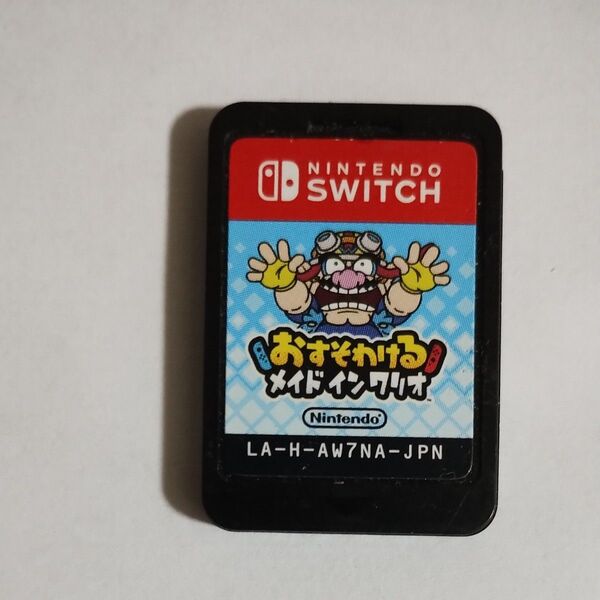 NINTENDO
SWITCH
おすそわける
メイド イン ワリオ
™
Nintendo
LA-H-AW7NA-JPN